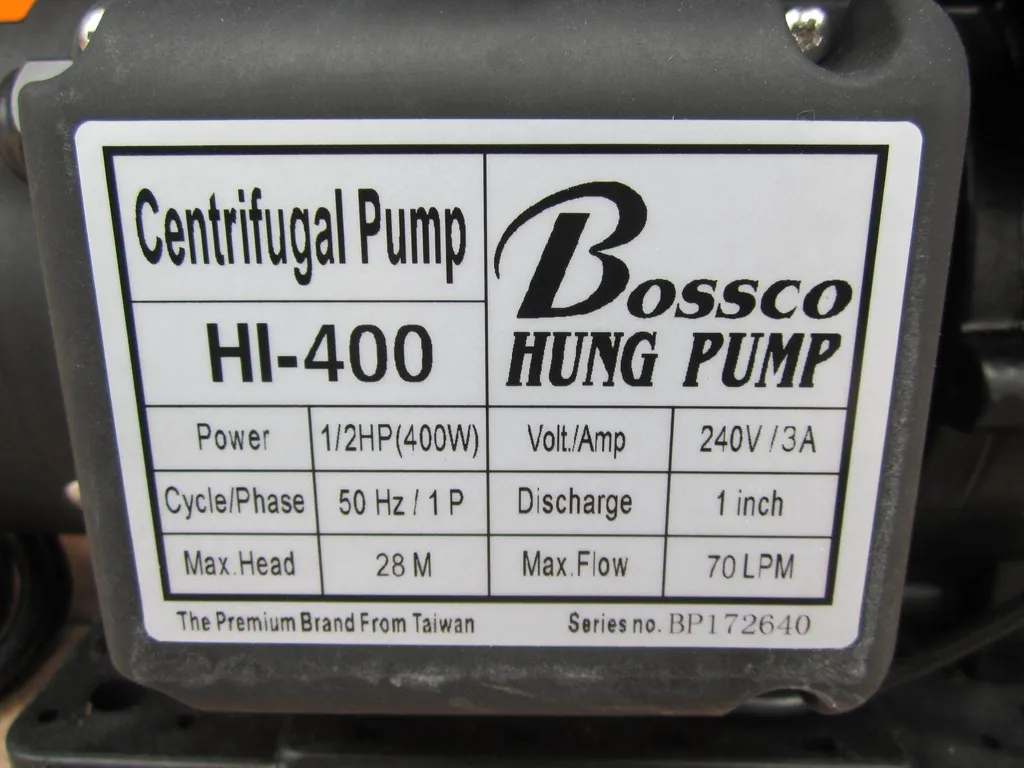 Centrifugal Pump
HI-400
Bossco
HUNG PUMP
Power 1/2HP(400W) Volt./Amp 240V/3A
Cycle/Phase 50 Hz / 1 P Discharge 1 inch
Max.Head 28 M Max.Flow 70 LPM
The Premium Brand From Taiwan Series no. BP172640